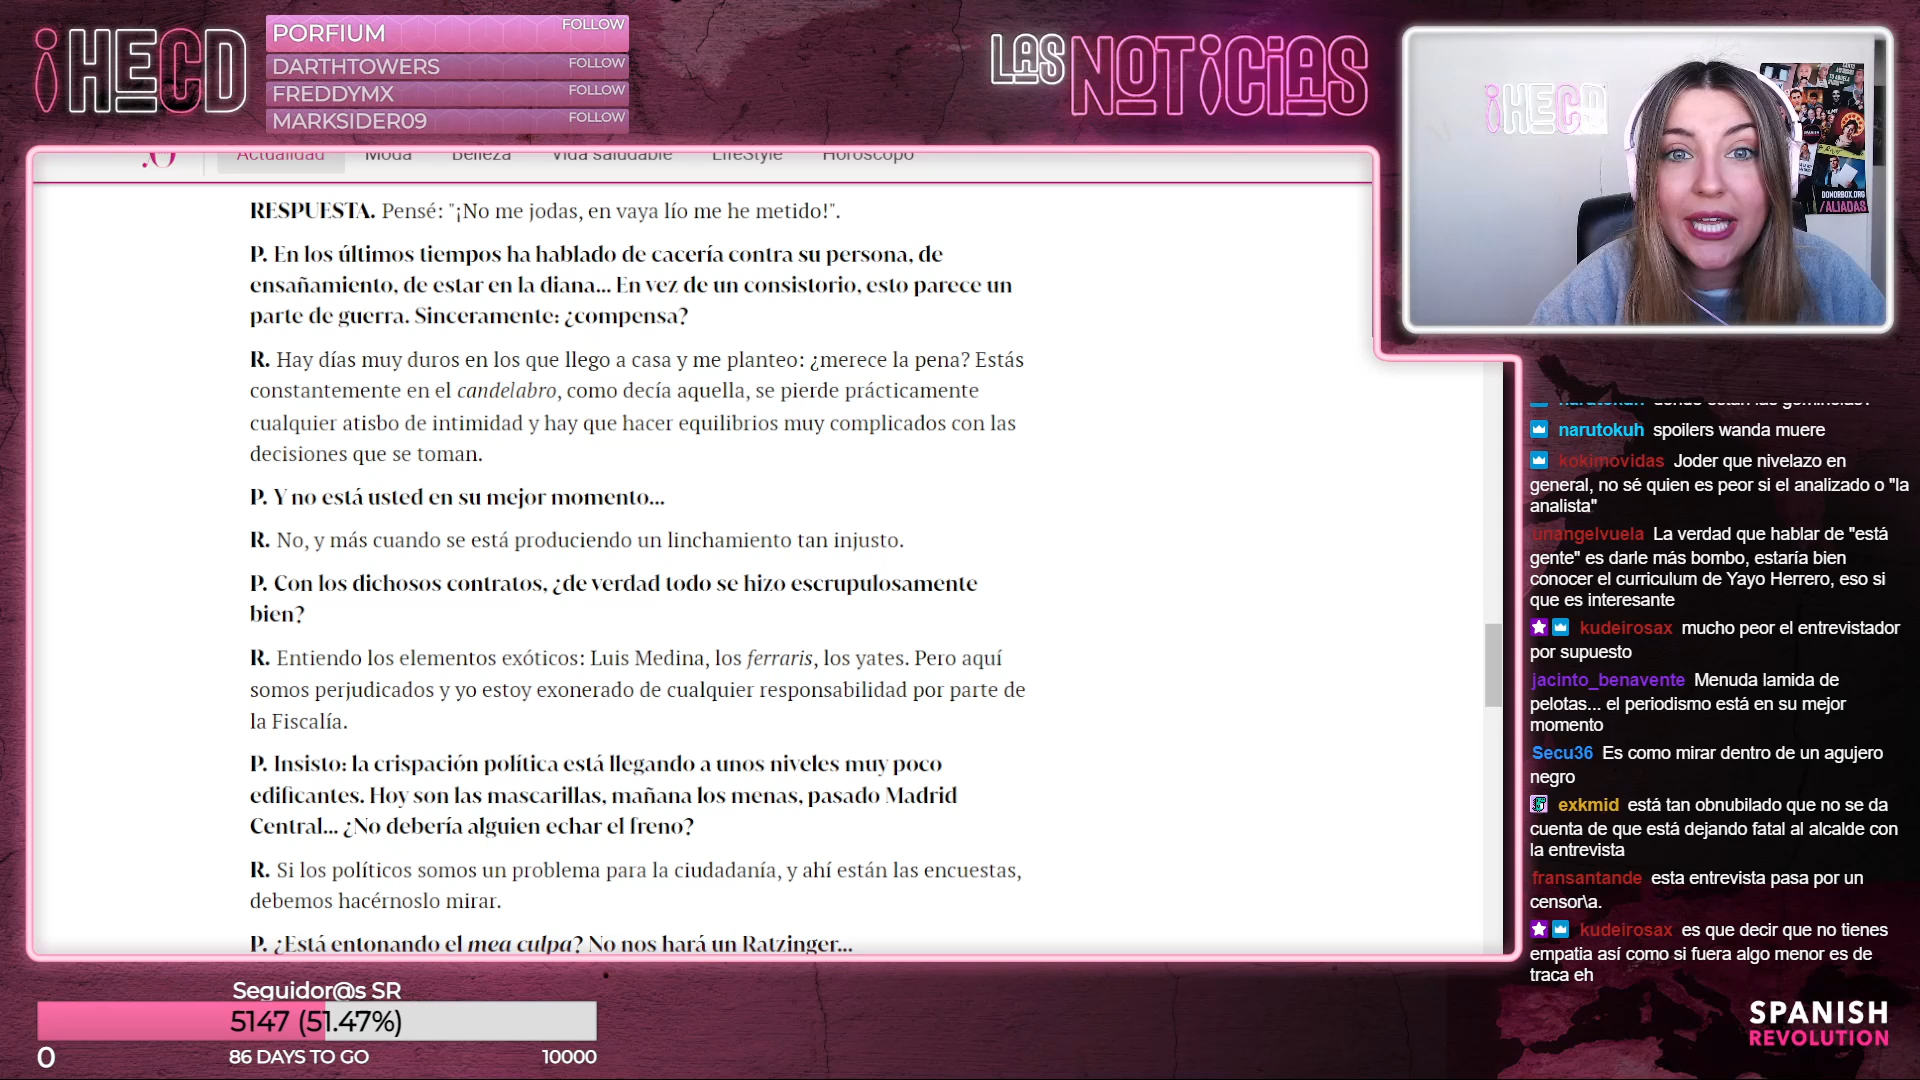 ¡HECD
PORFIUM FOLLOW
DARTHTOWERS FOLLOW
FREDDYMX FOLLOW
MARKSIDER09 FOLLOW
LAS NOTICIAS
¡HECD
DONORBOX.ORG
/ALIADAS
Actualidad Moda Belleza Vida saludable LifeStyle Horóscopo
RESPUESTA. Pensé: "¡No me jodas, en vaya lío me he metido!".
P. En los últimos tiempos ha hablado de cacería contra su persona, de
ensañamiento, de estar en la diana... En vez de un consistorio, esto parece un
parte de guerra. Sinceramente: ¿compensa?
R. Hay días muy duros en los que llego a casa y me planteo: ¿merece la pena? Estás
constantemente en el candelabro, como decía aquella, se pierde prácticamente
cualquier atisbo de intimidad y hay que hacer equilibrios muy complicados con las
decisiones que se toman.
P. Y no está usted en su mejor momento...
R. No, y más cuando se está produciendo un linchamiento tan injusto.
P. Con los dichosos contratos, ¿de verdad todo se hizo escrupulosamente
bien?
R. Entiendo los elementos exóticos: Luis Medina, los ferraris, los yates. Pero aquí
somos perjudicados y yo estoy exonerado de cualquier responsabilidad por parte de
la Fiscalía.
P. Insisto: la crispación política está llegando a unos niveles muy poco
edificantes. Hoy son las mascarillas, mañana los menas, pasado Madrid
Central... ¿No debería alguien echar el freno?
R. Si los políticos somos un problema para la ciudadanía, y ahí están las encuestas,
debemos hacérnoslo mirar.
P. ¿Está entonando el mea culpa? No nos hará un Ratzinger...
narutokuh spoilers wanda muere
kokimovidas Joder que nivelazo en
general, no sé quien es peor si el analizado o "la
analista"
unangelvuela La verdad que hablar de "está
gente" es darle más bombo, estaría bien
conocer el curriculum de Yayo Herrero, eso si
que es interesante
kudeirosax mucho peor el entrevistador
por supuesto
jacinto_benavente Menuda lamida de
pelotas... el periodismo está en su mejor
momento
Secu36 Es como mirar dentro de un agujero
negro
exkmid está tan obnubilado que no se da
cuenta de que está dejando fatal al alcalde con
la entrevista
fransantande esta entrevista pasa por un
censor\a.
kudeirosax es que decir que no tienes
empatia así como si fuera algo menor es de
traca eh
Seguidor@s SR
5147 (51.47%)
0 86 DAYS TO GO 10000
SPANISH
REVOLUTION